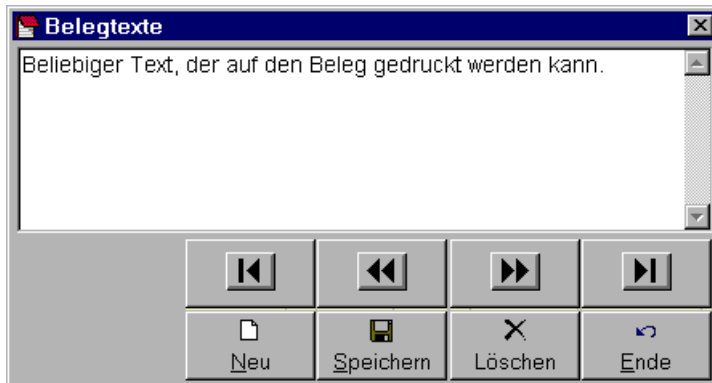 Belegtexte
Beliebiger Text, der auf den Beleg gedruckt werden kann.
Neu Speichern Löschen Ende